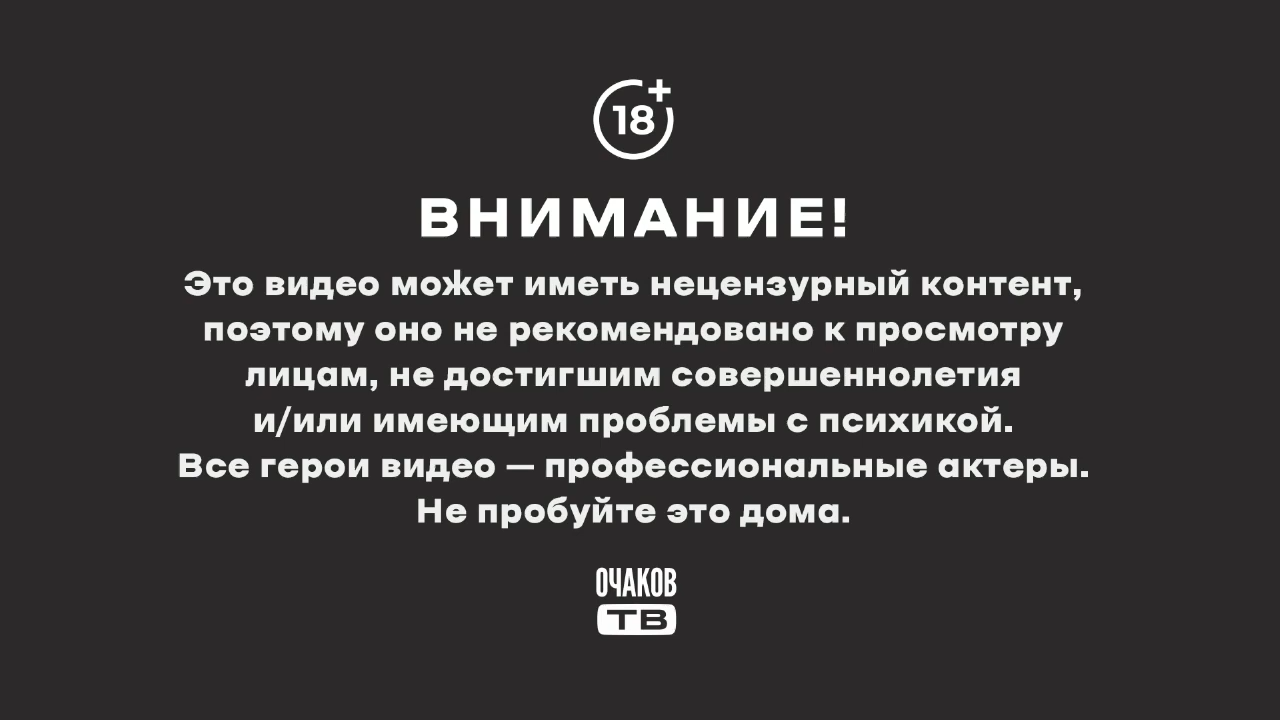 18+
ВНИМАНИЕ!
Это видео может иметь нецензурный контент,
поэтому оно не рекомендовано к просмотру
лицам, не достигшим совершеннолетия
и/или имеющим проблемы с психикой.
Все герои видео — профессиональные актеры.
Не пробуйте это дома.
ОЧАКОВ
ТВ